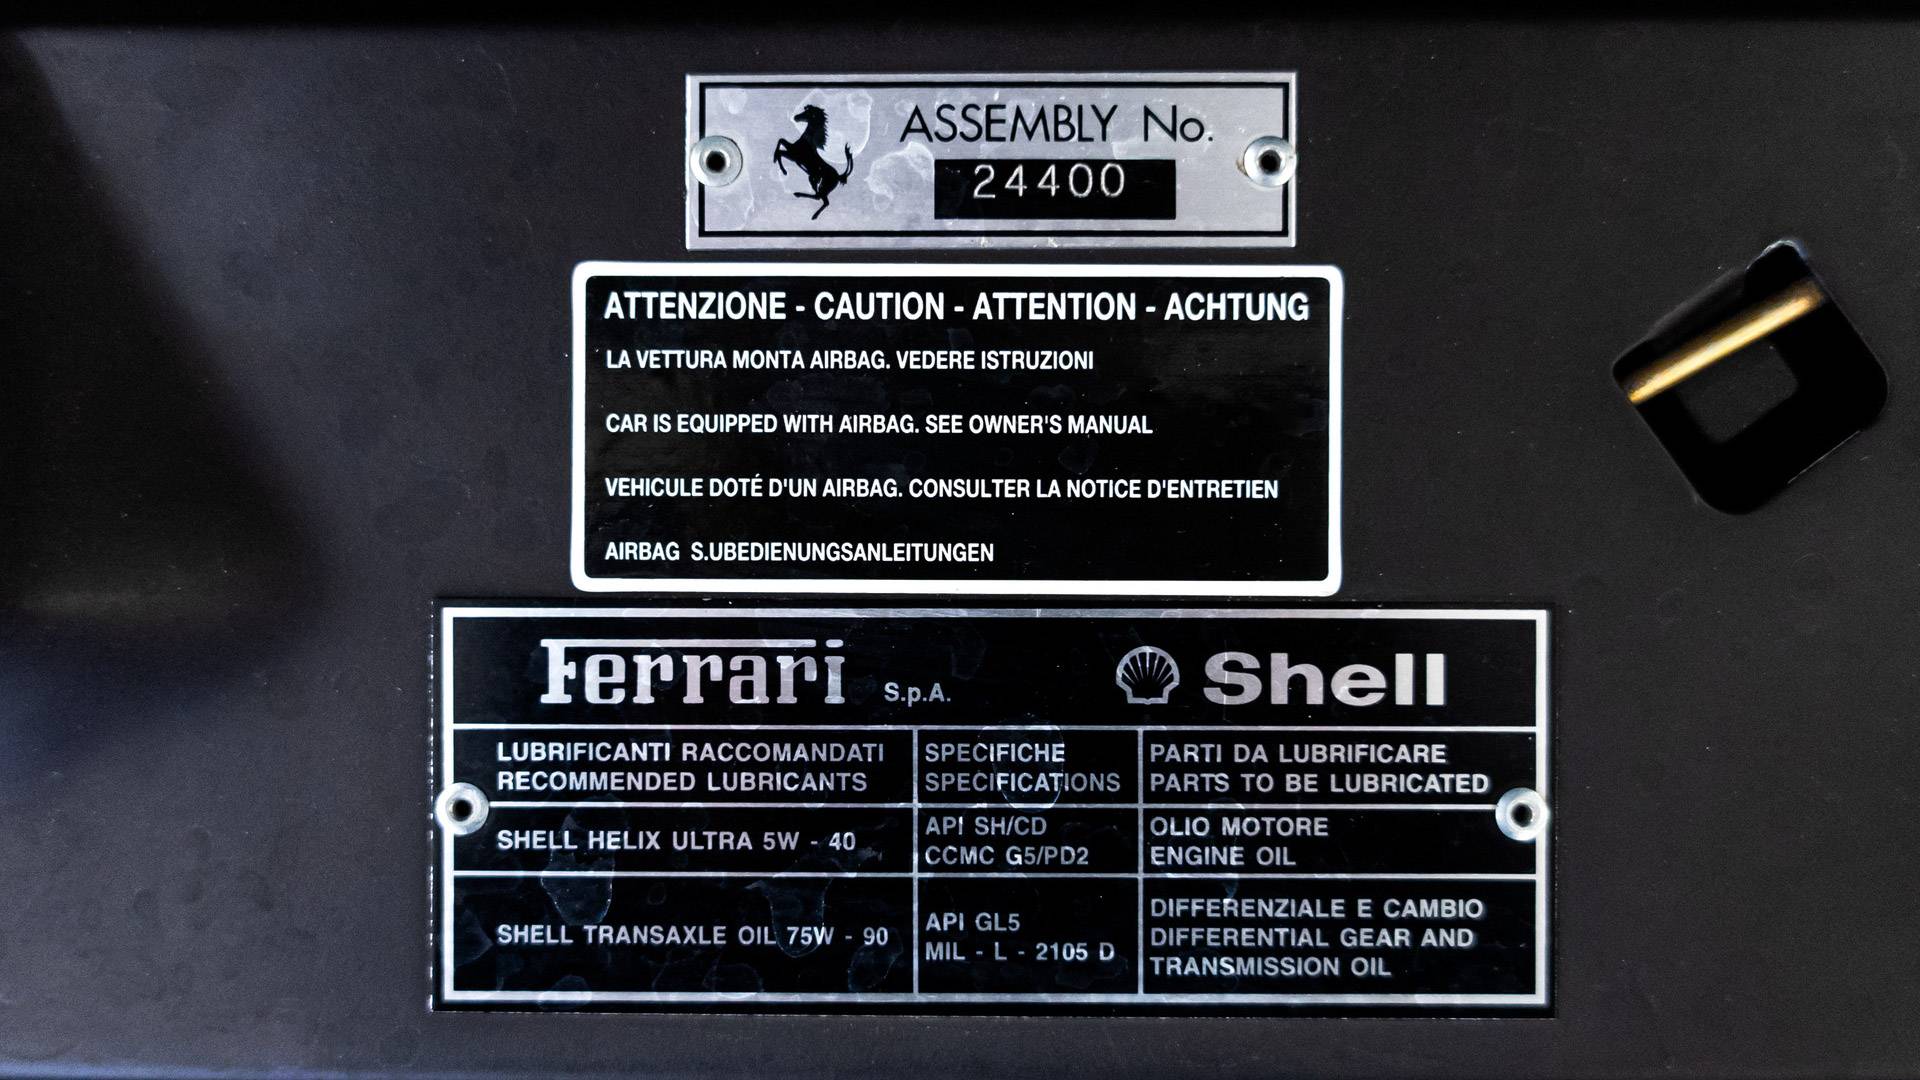 ASSEMBLY No.
24400
ATTENZIONE - CAUTION - ATTENTION - ACHTUNG
LA VETTURA MONTA AIRBAG. VEDERE ISTRUZIONI
CAR IS EQUIPPED WITH AIRBAG. SEE OWNER'S MANUAL
VEHICULE DOTÉ D'UN AIRBAG. CONSULTER LA NOTICE D'ENTRETIEN
AIRBAG S.UBEDIENUNGSANLEITUNGEN
Ferrari S.p.A. Shell
LUBRIFICANTI RACCOMANDATI
RECOMMENDED LUBRICANTS
SPECIFICHE
SPECIFICATIONS
PARTI DA LUBRIFICARE
PARTS TO BE LUBRICATED
SHELL HELIX ULTRA 5W - 40
API SH/CD
CCMC G5/PD2
OLIO MOTORE
ENGINE OIL
SHELL TRANSAXLE OIL 75W - 90
API GL5
MIL - L - 2105 D
DIFFERENZIALE E CAMBIO
DIFFERENTIAL GEAR AND
TRANSMISSION OIL